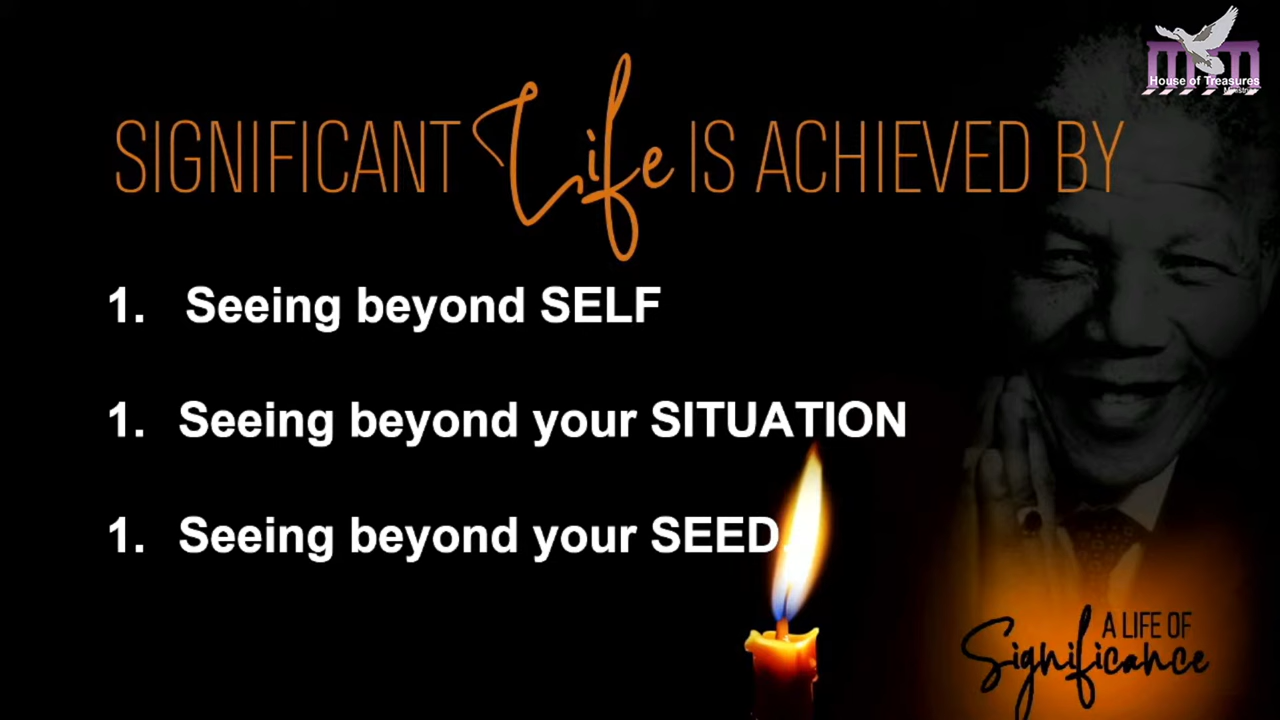 House of Treasures
Ministries
SIGNIFICANT Life IS ACHIEVED BY
1. Seeing beyond SELF
1. Seeing beyond your SITUATION
1. Seeing beyond your SEED
A LIFE OF
Significance